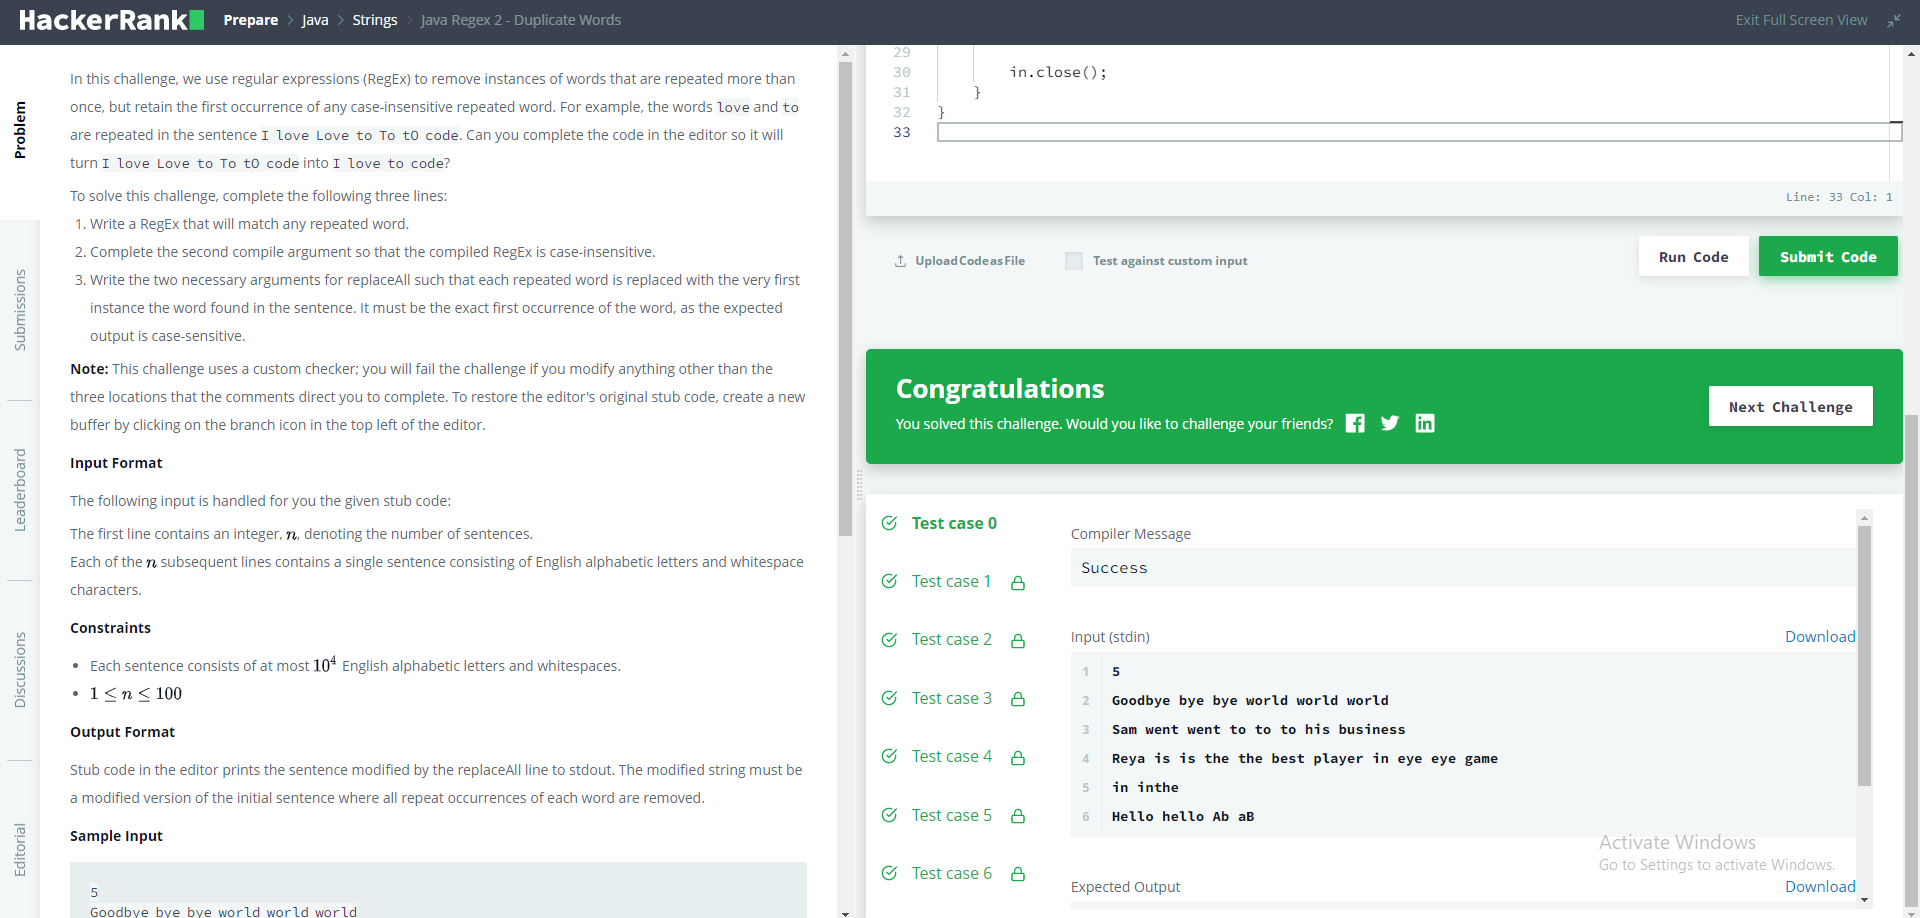 HackerRank Prepare > Java > Strings > Java Regex 2 - Duplicate Words Exit Full Screen View
Problem
Submissions
Leaderboard
Discussions
Editorial
In this challenge, we use regular expressions (RegEx) to remove instances of words that are repeated more than
once, but retain the first occurrence of any case-insensitive repeated word. For example, the words love and to
are repeated in the sentence I love Love to To tO code. Can you complete the code in the editor so it will
turn I love Love to To tO code into I love to code?
To solve this challenge, complete the following three lines:
1. Write a RegEx that will match any repeated word.
2. Complete the second compile argument so that the compiled RegEx is case-insensitive.
3. Write the two necessary arguments for replaceAll such that each repeated word is replaced with the very first
instance the word found in the sentence. It must be the exact first occurrence of the word, as the expected
output is case-sensitive.
Note: This challenge uses a custom checker; you will fail the challenge if you modify anything other than the
three locations that the comments direct you to complete. To restore the editor's original stub code, create a new
buffer by clicking on the branch icon in the top left of the editor.
Input Format
The following input is handled for you the given stub code:
The first line contains an integer, n, denoting the number of sentences.
Each of the n subsequent lines contains a single sentence consisting of English alphabetic letters and whitespace
characters.
Constraints
• Each sentence consists of at most 10⁴ English alphabetic letters and whitespaces.
• 1 ≤ n ≤ 100
Output Format
Stub code in the editor prints the sentence modified by the replaceAll line to stdout. The modified string must be
a modified version of the initial sentence where all repeat occurrences of each word are removed.
Sample Input
5
Goodbye bye bye world world world
29
30 in.close();
31 }
32 }
33
Line: 33 Col: 1
Upload Code as File Test against custom input Run Code Submit Code
Congratulations
You solved this challenge. Would you like to challenge your friends?
Next Challenge
Test case 0
Test case 1
Test case 2
Test case 3
Test case 4
Test case 5
Test case 6
Compiler Message
Success
Input (stdin) Download
1 5
2 Goodbye bye bye world world world
3 Sam went went to to to his business
4 Reya is is the the best player in eye eye game
5 in inthe
6 Hello hello Ab aB
Activate Windows
Go to Settings to activate Windows.
Expected Output Download